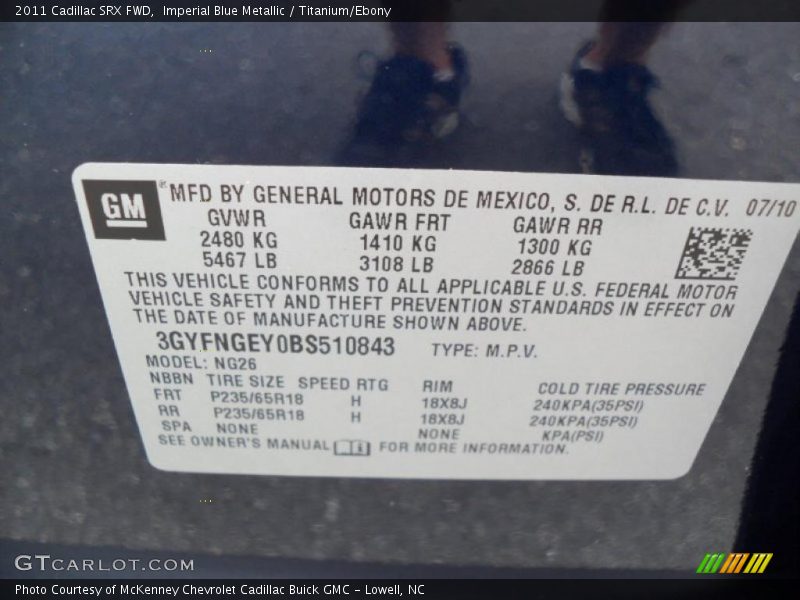 2011 Cadillac SRX FWD, Imperial Blue Metallic / Titanium/Ebony
GM ® MFD BY GENERAL MOTORS DE MEXICO, S. DE R.L. DE C.V. 07/10
GVWR GAWR FRT GAWR RR
2480 KG 1410 KG 1300 KG
5467 LB 3108 LB 2866 LB
THIS VEHICLE CONFORMS TO ALL APPLICABLE U.S. FEDERAL MOTOR
VEHICLE SAFETY AND THEFT PREVENTION STANDARDS IN EFFECT ON
THE DATE OF MANUFACTURE SHOWN ABOVE.
3GYFNGEY0BS510843 TYPE: M.P.V.
MODEL: NG26
NBBN TIRE SIZE SPEED RTG RIM COLD TIRE PRESSURE
FRT P235/65R18 H 18X8J 240KPA(35PSI)
RR P235/65R18 H 18X8J 240KPA(35PSI)
SPA NONE NONE KPA(PSI)
SEE OWNER'S MANUAL FOR MORE INFORMATION.
GTCARLOT.COM
Photo Courtesy of McKenney Chevrolet Cadillac Buick GMC - Lowell, NC